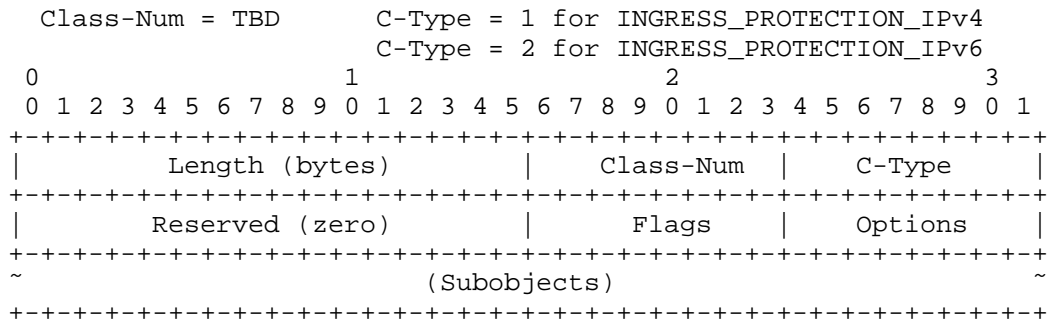 Class-Num = TBD      C-Type = 1 for INGRESS_PROTECTION_IPv4
                       C-Type = 2 for INGRESS_PROTECTION_IPv6
 0                   1                   2                   3
 0 1 2 3 4 5 6 7 8 9 0 1 2 3 4 5 6 7 8 9 0 1 2 3 4 5 6 7 8 9 0 1
+-+-+-+-+-+-+-+-+-+-+-+-+-+-+-+-+-+-+-+-+-+-+-+-+-+-+-+-+-+-+-+-+
|         Length (bytes)        |    Class-Num  |    C-Type     |
+-+-+-+-+-+-+-+-+-+-+-+-+-+-+-+-+-+-+-+-+-+-+-+-+-+-+-+-+-+-+-+-+
|        Reserved (zero)        |      Flags    |    Options    |
+-+-+-+-+-+-+-+-+-+-+-+-+-+-+-+-+-+-+-+-+-+-+-+-+-+-+-+-+-+-+-+-+
~                         (Subobjects)                          ~
+-+-+-+-+-+-+-+-+-+-+-+-+-+-+-+-+-+-+-+-+-+-+-+-+-+-+-+-+-+-+-+-+